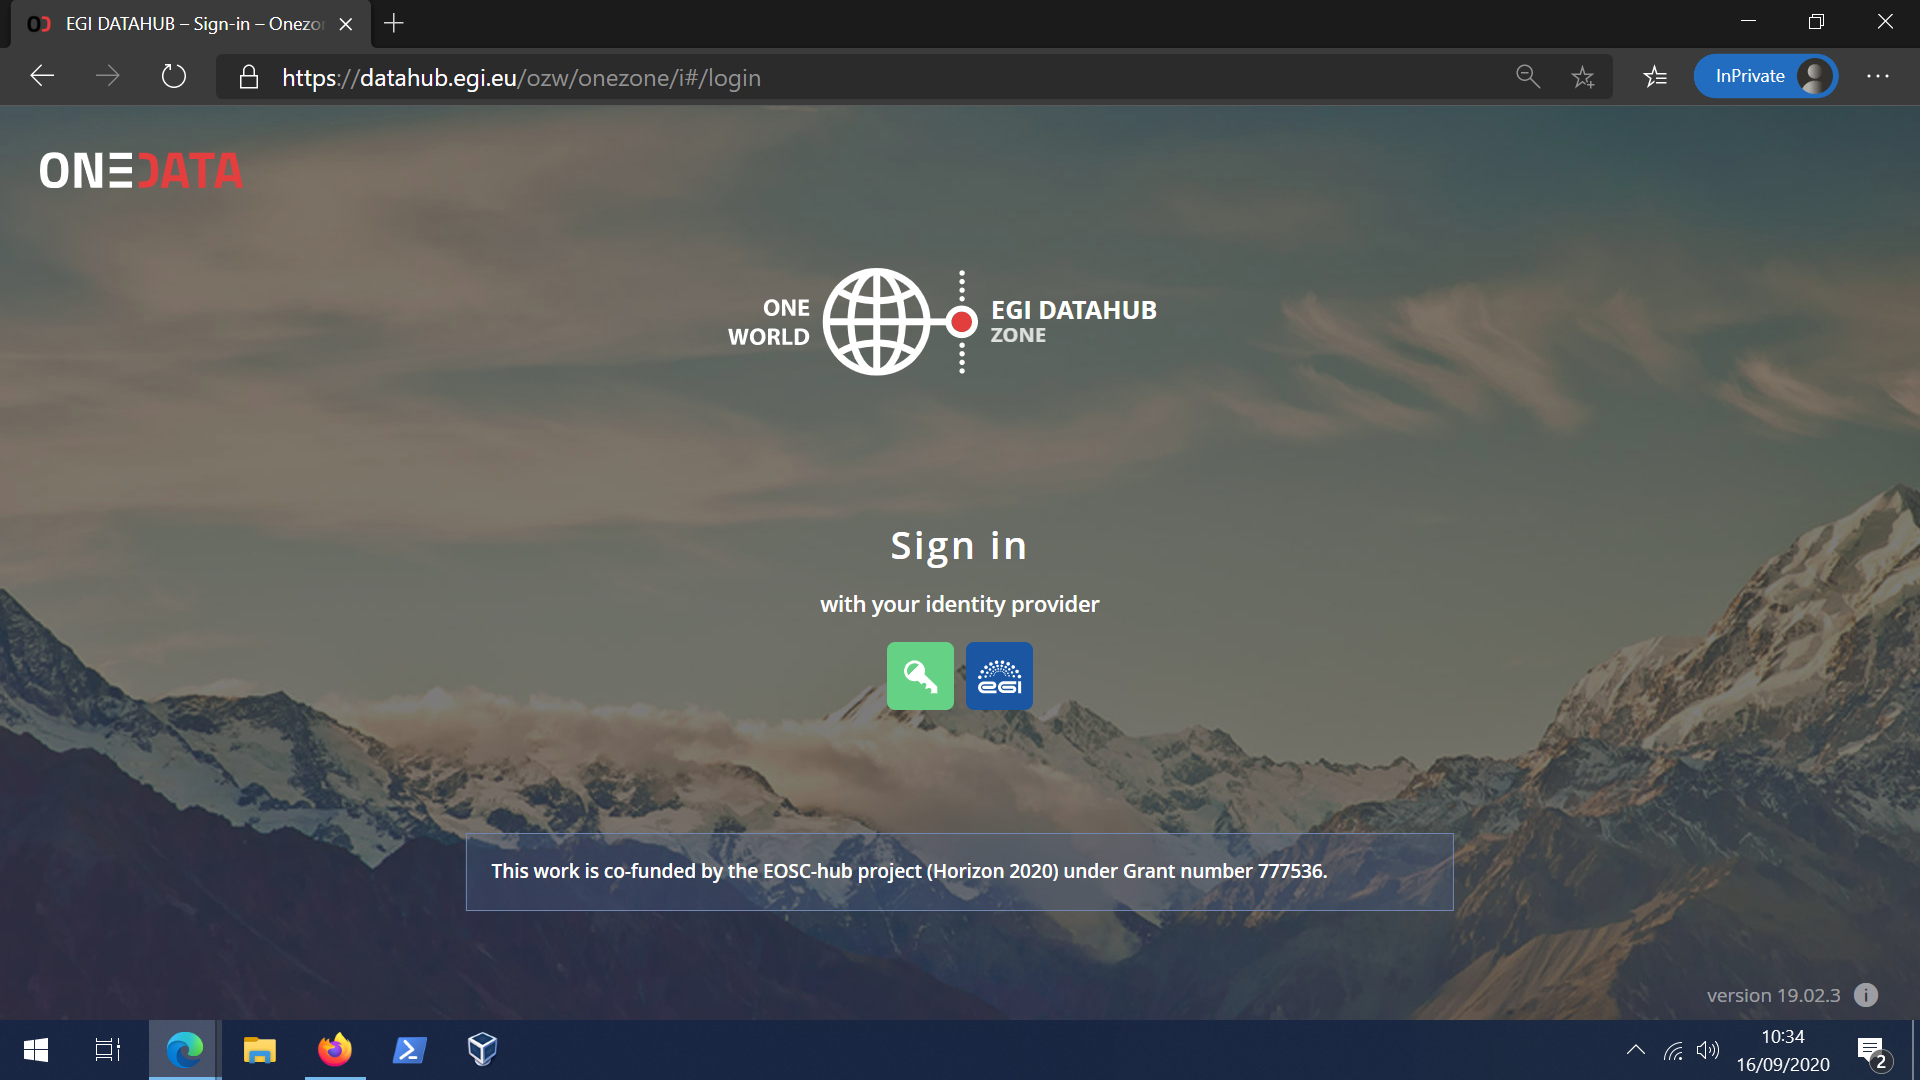 EGI DATAHUB – Sign-in – Onezo
https://datahub.egi.eu/ozw/onezone/i#/login
InPrivate
ONEDATA
ONE
WORLD
EGI DATAHUB
ZONE
Sign in
with your identity provider
eGI
This work is co-funded by the EOSC-hub project (Horizon 2020) under Grant number 777536.
version 19.02.3
10:34
16/09/2020
2